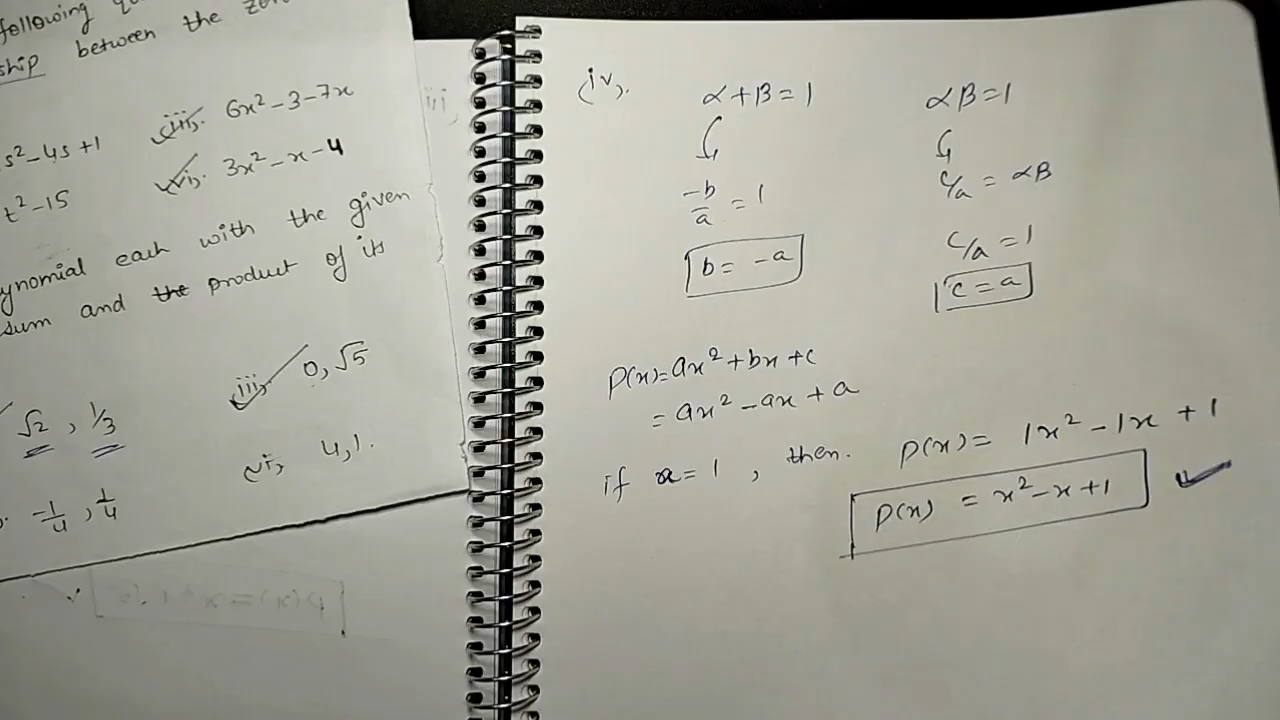 following
ship between the
s² - 4s + 1 (iii). 6x² - 3 - 7x
t² - 15 (vi). 3x² - x - 4
ynomial each with the given
sum and the product of its
√2 , 1/3 (iii), 0, √5
-1/4 , 1/4 (vi), 4, 1.
(iv). α + β = 1 αβ = 1
-b/a = 1 c/a = αβ
b = -a c/a = 1
c = a
P(x) = ax² + bx + c
= ax² - ax + a
if a = 1 , then. P(x) = 1x² - 1x + 1
P(x) = x² - x + 1